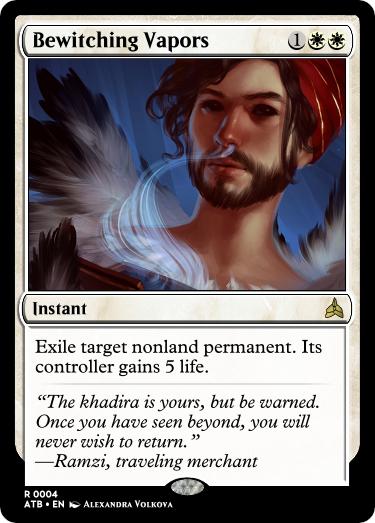 Bewitching Vapors 1
Instant
Exile target nonland permanent. Its
controller gains 5 life.
“The khadira is yours, but be warned.
Once you have seen beyond, you will
never wish to return.”
—Ramzi, traveling merchant
R 0004
ATB • EN Alexandra Volkova